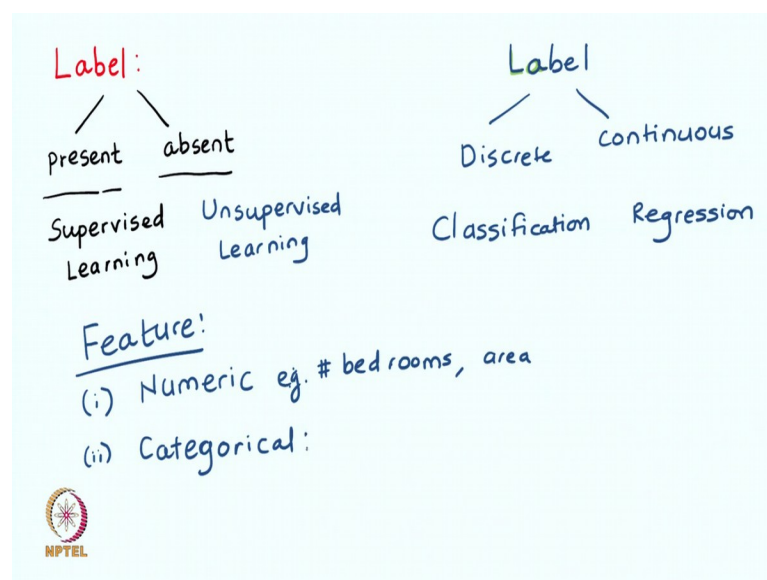 Label:
present absent
Supervised Learning
Unsupervised Learning
Label
Discrete continuous
Classification Regression
Feature:
(i) Numeric eg. # bedrooms, area
(ii) Categorical:
NPTEL